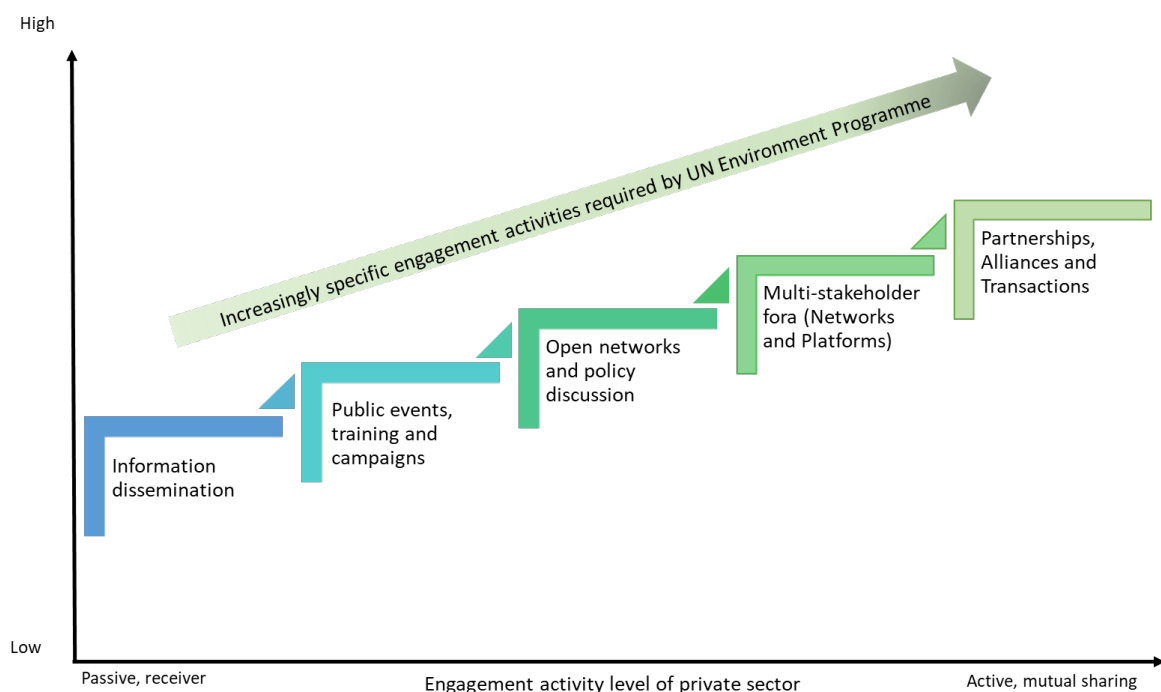 High
Increasingly specific engagement activities required by UN Environment Programme
Partnerships,
Alliances and
Transactions
Multi-stakeholder
fora (Networks
and Platforms)
Open networks
and policy
discussion
Public events,
training and
campaigns
Information
dissemination
Low
Passive, receiver
Engagement activity level of private sector
Active, mutual sharing